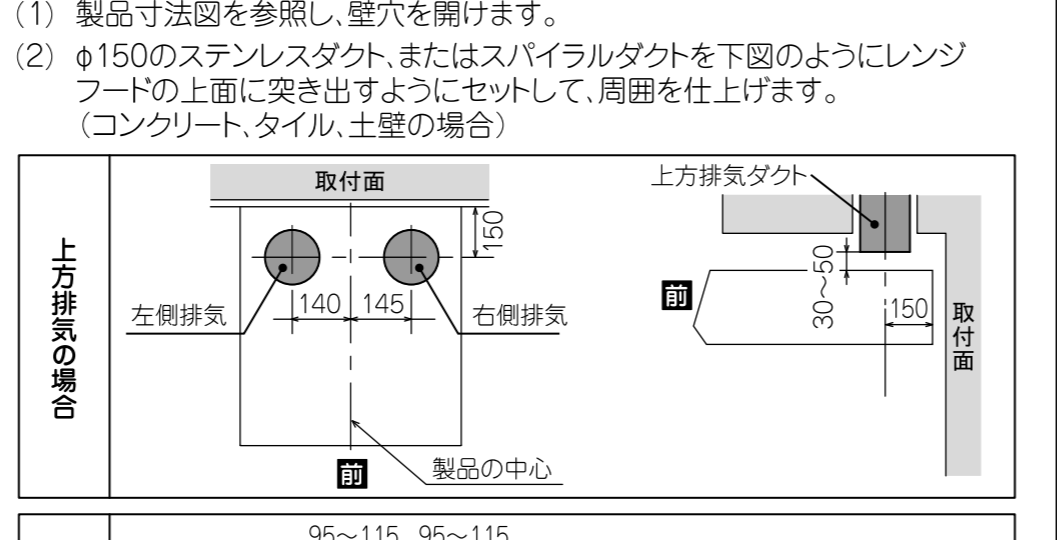 (1) 製品寸法図を参照し、壁穴を開けます。
(2) φ150のステンレスダクト、またはスパイラルダクトを下図のようにレンジ
フードの上面に突き出すようにセットして、周囲を仕上げます。
(コンクリート、タイル、土壁の場合)
上方排気の場合
取付面
150
140
145
左側排気
右側排気
前
製品の中心
上方排気ダクト
30〜50
前
150
取付面
95〜115
95〜115